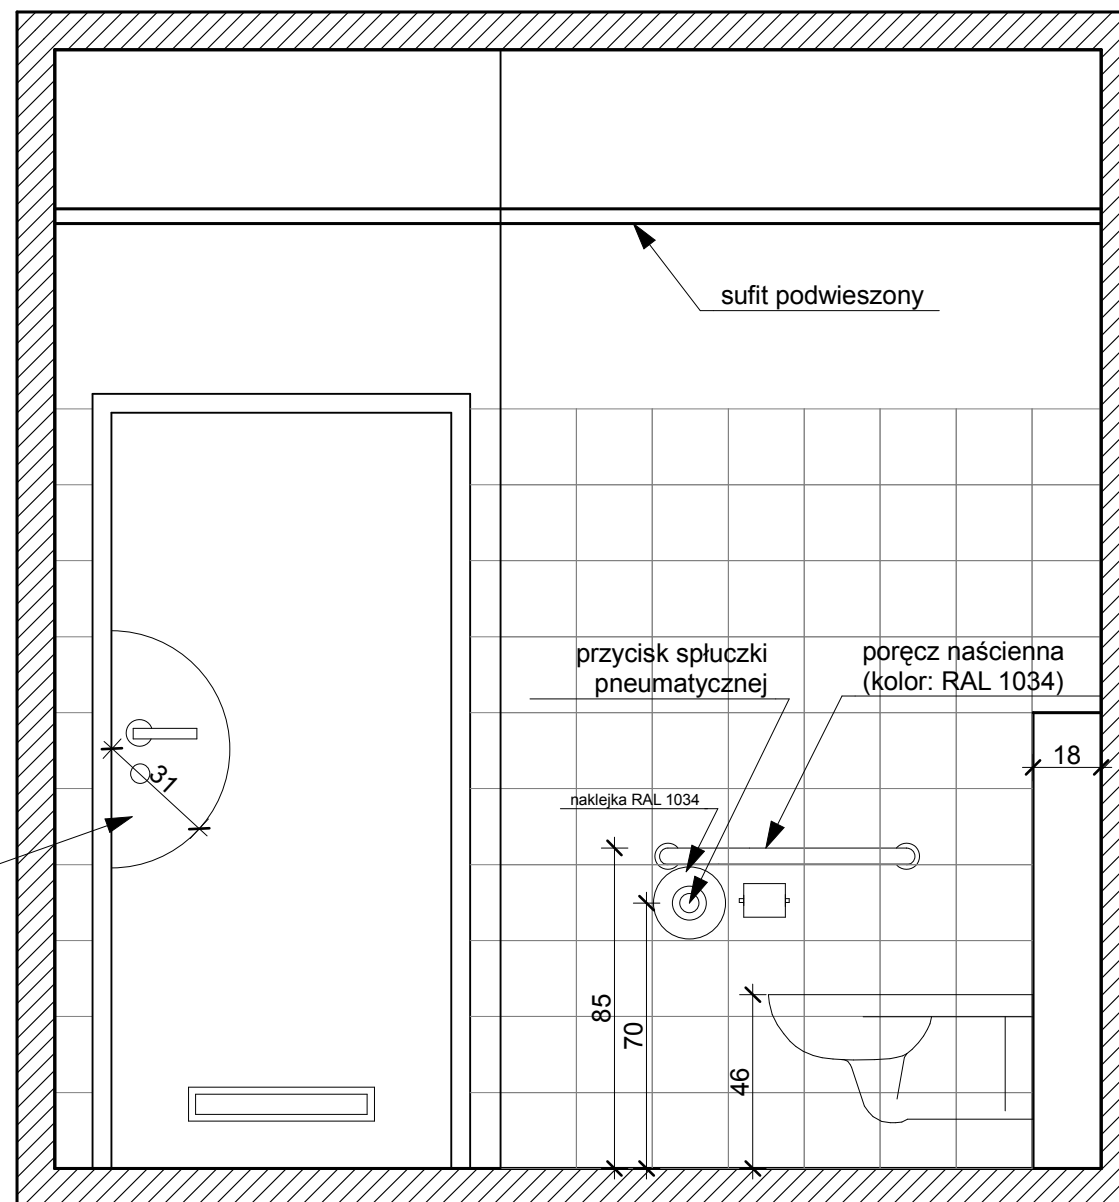 sufit podwieszony
przycisk spłuczki
pneumatycznej
poręcz naścienna
(kolor: RAL 1034)
18
31
naklejka RAL 1034
85
70
46